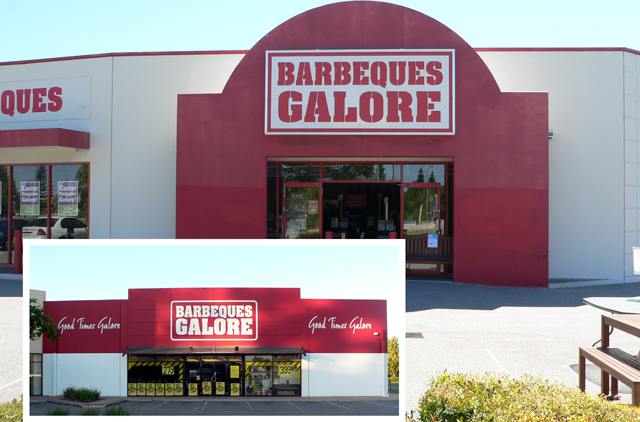 BARBEQUES
GALORE
QUES
Easter
Easter
BARBEQUES
GALORE
Good Times Galore
Good Times Galore